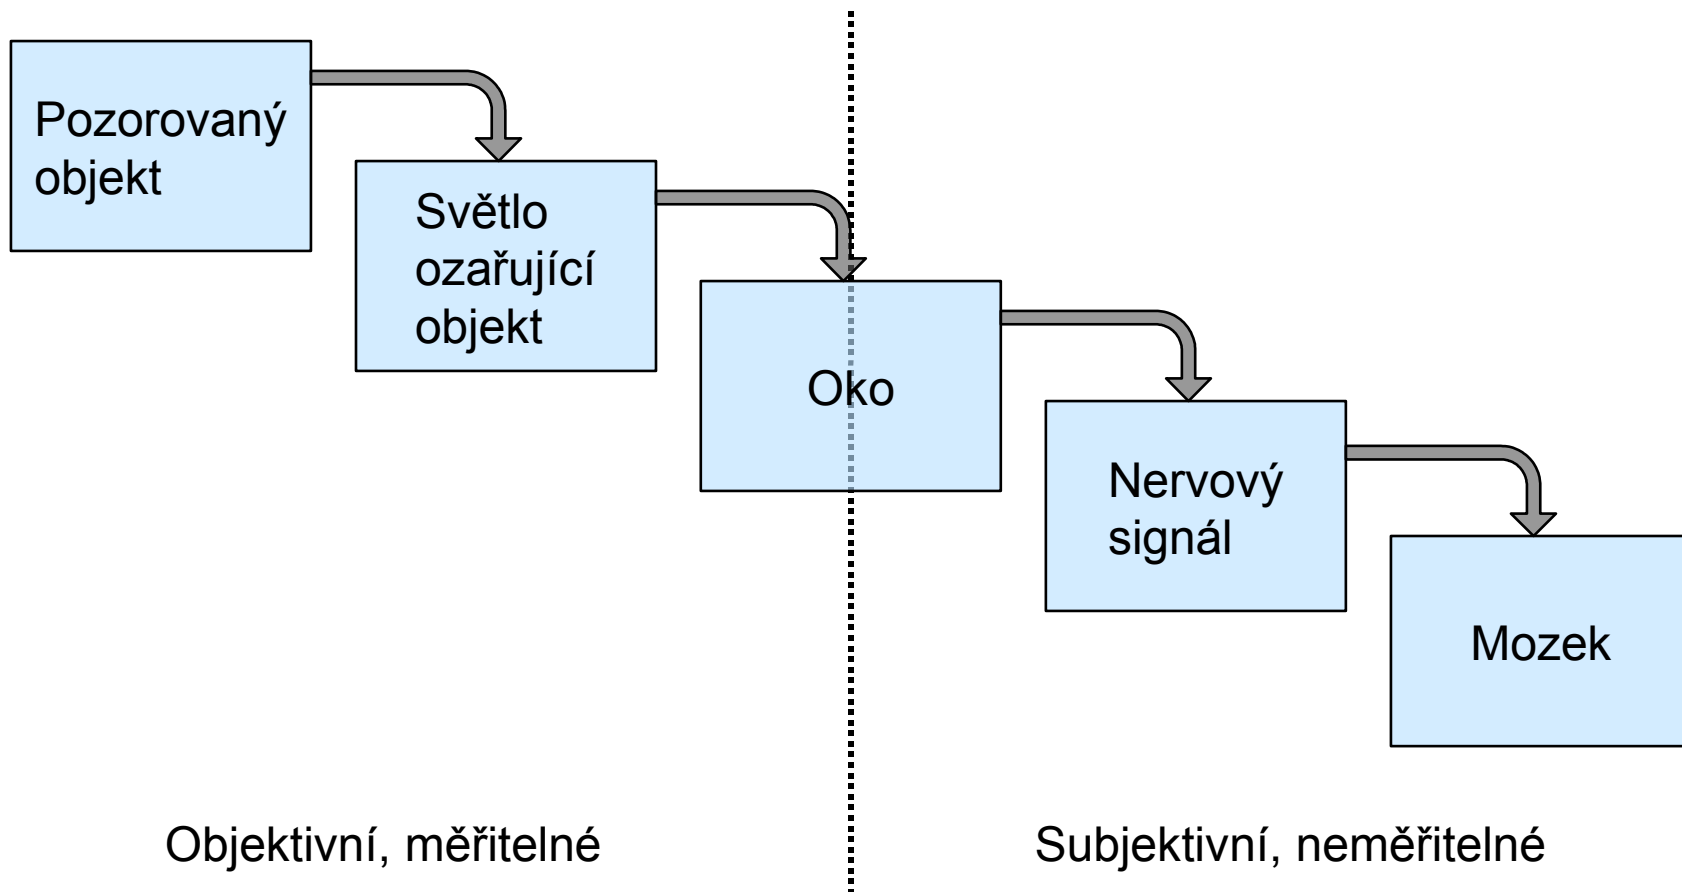 Pozorovaný
objekt
Světlo
ozařující
objekt
Oko
Nervový
signál
Mozek
Objektivní, měřitelné
Subjektivní, neměřitelné